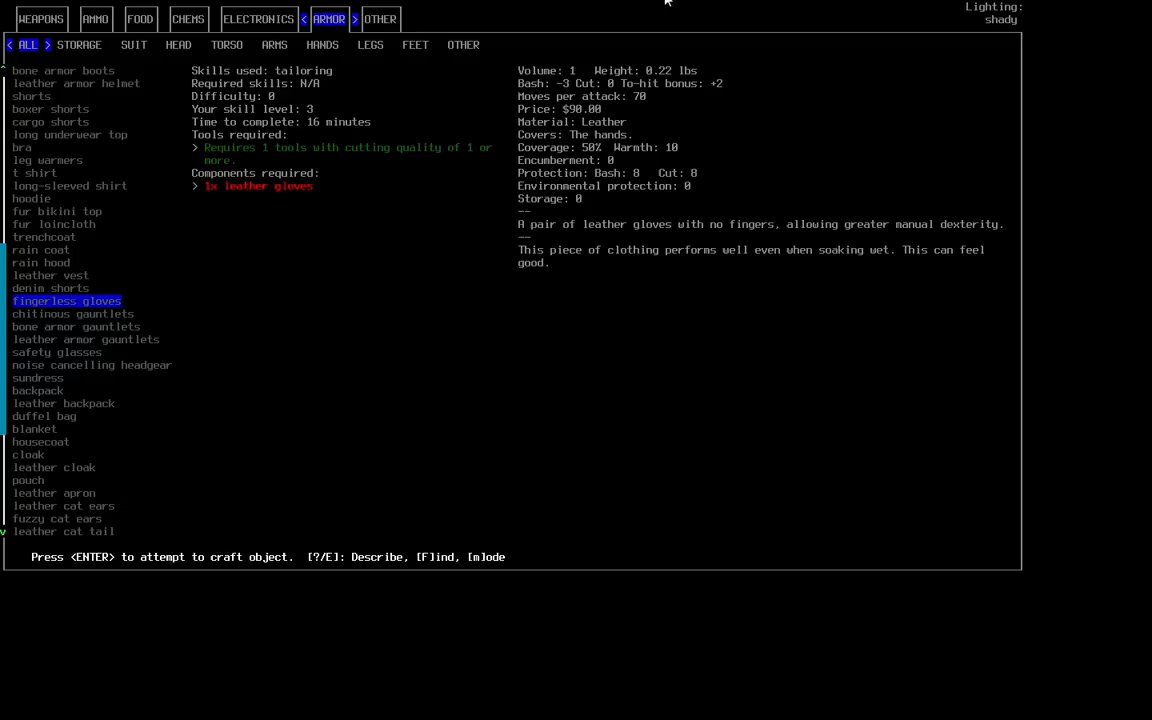 Lighting:
shady
WEAPONS AMMO FOOD CHEMS ELECTRONICS < ARMOR > OTHER
< ALL > STORAGE SUIT HEAD TORSO ARMS HANDS LEGS FEET OTHER
bone armor boots
leather armor helmet
shorts
boxer shorts
cargo shorts
long underwear top
bra
leg warmers
t shirt
long-sleeved shirt
hoodie
fur bikini top
fur loincloth
trenchcoat
rain coat
rain hood
leather vest
denim shorts
fingerless gloves
chitinous gauntlets
bone armor gauntlets
leather armor gauntlets
safety glasses
noise cancelling headgear
sundress
backpack
leather backpack
duffel bag
blanket
housecoat
cloak
leather cloak
pouch
leather apron
leather cat ears
fuzzy cat ears
leather cat tail
Skills used: tailoring
Required skills: N/A
Difficulty: 0
Your skill level: 3
Time to complete: 16 minutes
Tools required:
> Requires 1 tools with cutting quality of 1 or
more.
Components required:
> 1x leather gloves
Volume: 1 Weight: 0.22 lbs
Bash: -3 Cut: 0 To-hit bonus: +2
Moves per attack: 70
Price: $90.00
Material: Leather
Covers: The hands.
Coverage: 50% Warmth: 10
Encumberment: 0
Protection: Bash: 8 Cut: 8
Environmental protection: 0
Storage: 0
--
A pair of leather gloves with no fingers, allowing greater manual dexterity.
--
This piece of clothing performs well even when soaking wet. This can feel
good.
Press <ENTER> to attempt to craft object. [?/E]: Describe, [F]ind, [m]ode